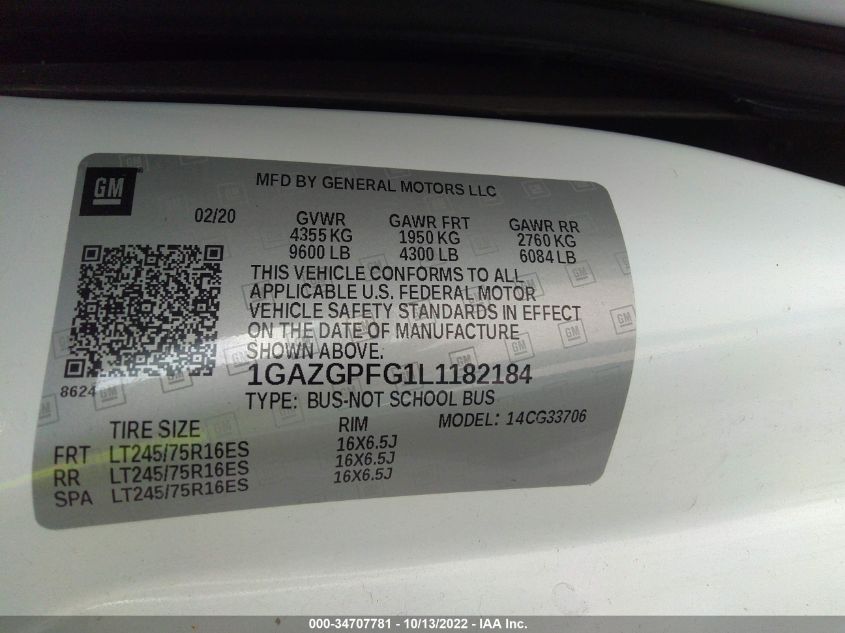 GM
MFD BY GENERAL MOTORS LLC
02/20
GVWR GAWR FRT GAWR RR
4355 KG 1950 KG 2760 KG
9600 LB 4300 LB 6084 LB
THIS VEHICLE CONFORMS TO ALL
APPLICABLE U.S. FEDERAL MOTOR
VEHICLE SAFETY STANDARDS IN EFFECT
ON THE DATE OF MANUFACTURE
SHOWN ABOVE.
8624
1GAZGPFG1L1182184
TYPE: BUS-NOT SCHOOL BUS
MODEL: 14CG33706
TIRE SIZE RIM
FRT LT245/75R16ES 16X6.5J
RR LT245/75R16ES 16X6.5J
SPA LT245/75R16ES 16X6.5J
000-34707781 - 10/13/2022 - IAA Inc.